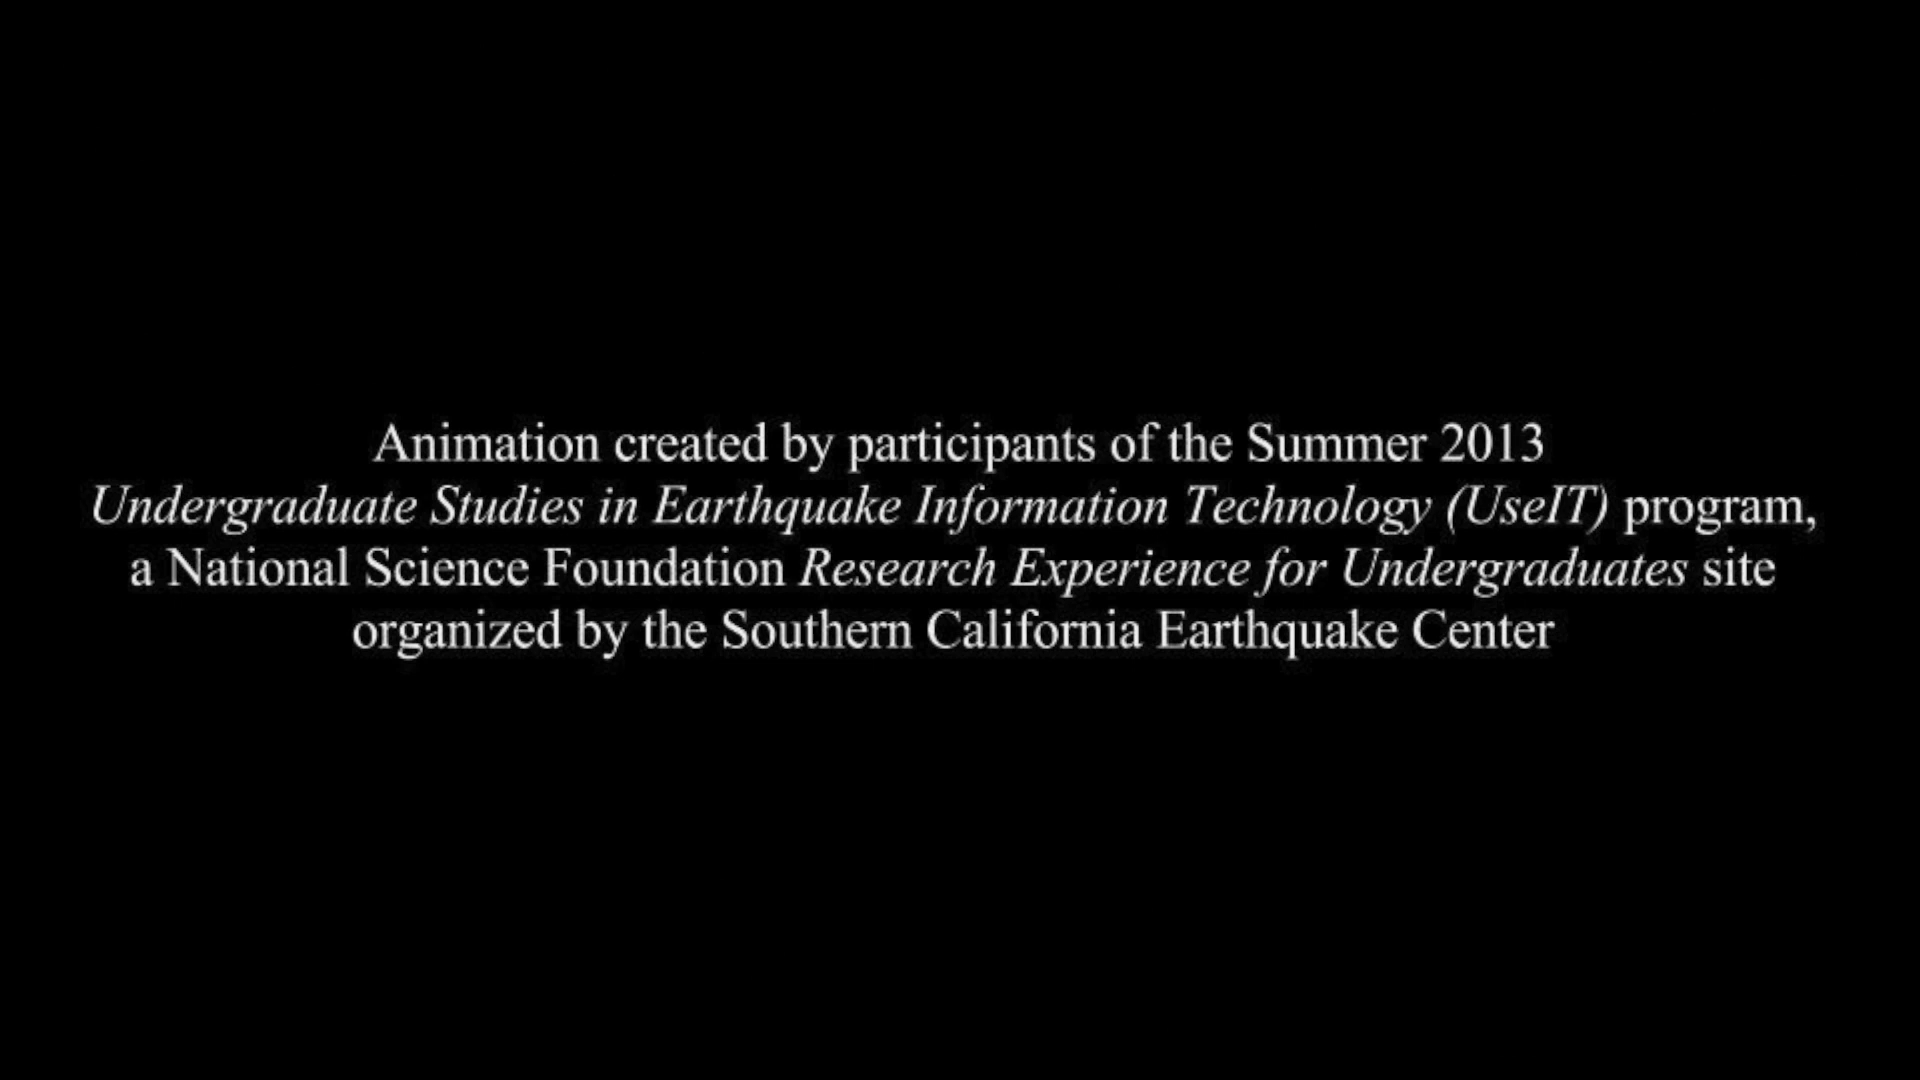 Animation created by participants of the Summer 2013
Undergraduate Studies in Earthquake Information Technology (UseIT) program,
a National Science Foundation Research Experience for Undergraduates site
organized by the Southern California Earthquake Center